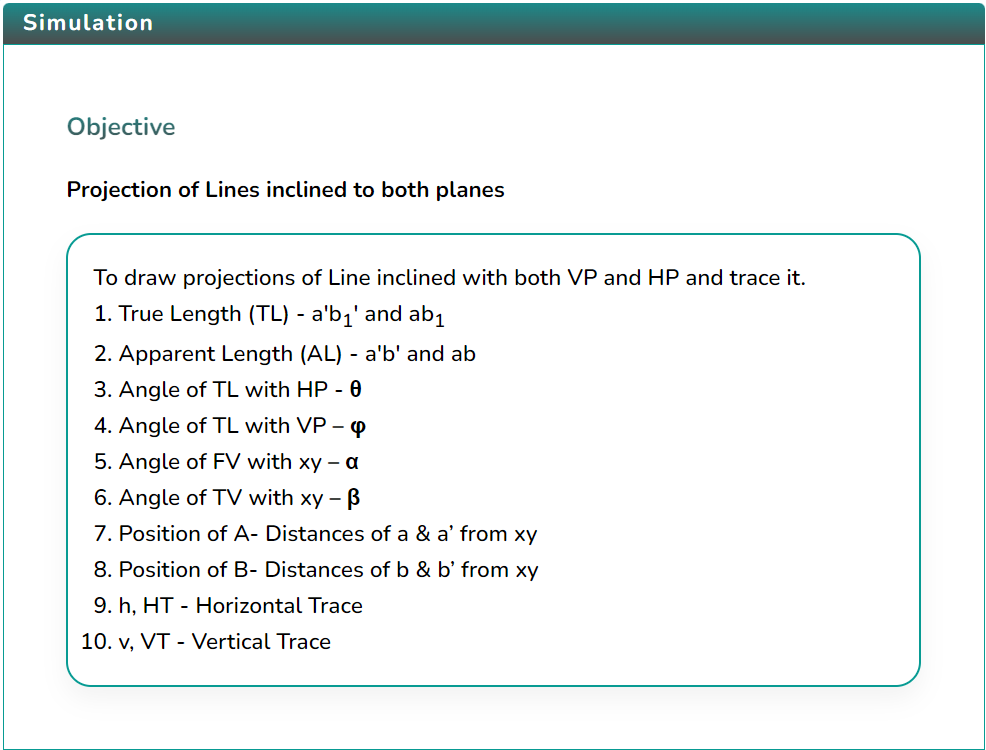 Simulation
Objective
Projection of Lines inclined to both planes
To draw projections of Line inclined with both VP and HP and trace it.
1. True Length (TL) - a'b₁' and ab₁
2. Apparent Length (AL) - a'b' and ab
3. Angle of TL with HP - θ
4. Angle of TL with VP – φ
5. Angle of FV with xy – α
6. Angle of TV with xy – β
7. Position of A- Distances of a & a’ from xy
8. Position of B- Distances of b & b’ from xy
9. h, HT - Horizontal Trace
10. v, VT - Vertical Trace